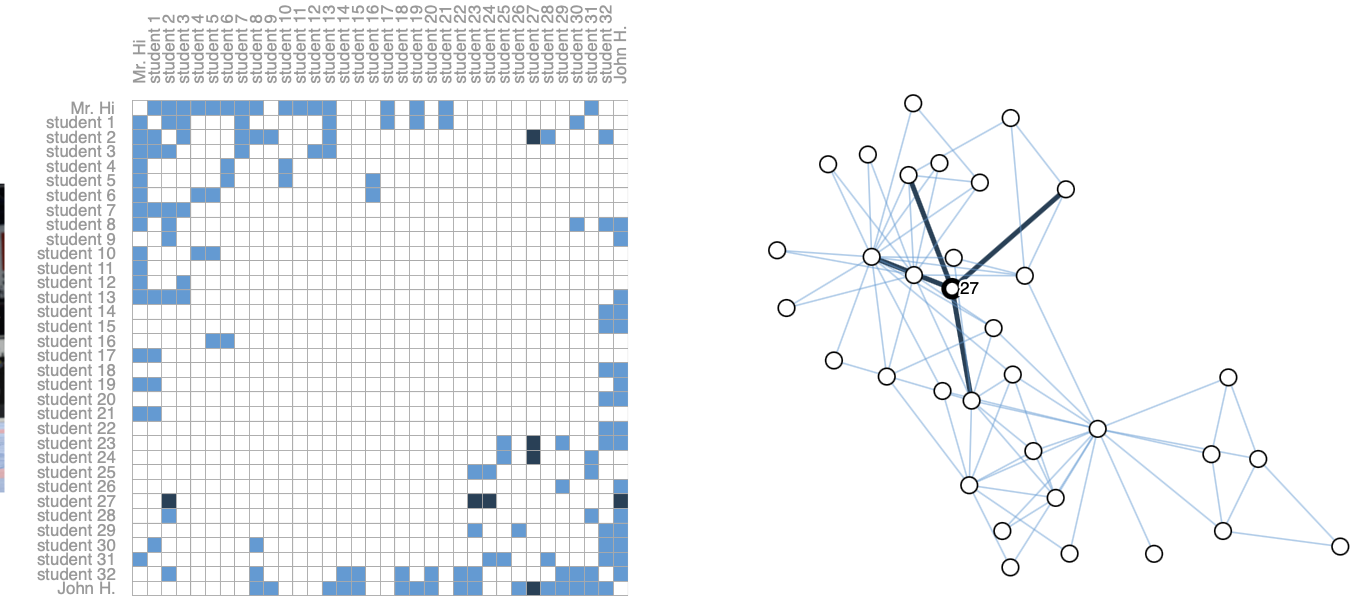 Mr. Hi
student 1
student 2
student 3
student 4
student 5
student 6
student 7
student 8
student 9
student 10
student 11
student 12
student 13
student 14
student 15
student 16
student 17
student 18
student 19
student 20
student 21
student 22
student 23
student 24
student 25
student 26
student 27
student 28
student 29
student 30
student 31
student 32
John H.
Mr. Hi
student 1
student 2
student 3
student 4
student 5
student 6
student 7
student 8
student 9
student 10
student 11
student 12
student 13
student 14
student 15
student 16
student 17
student 18
student 19
student 20
student 21
student 22
student 23
student 24
student 25
student 26
student 27
student 28
student 29
student 30
student 31
student 32
John H.
27